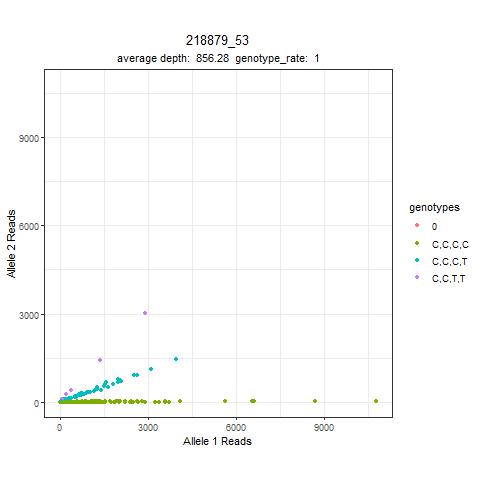 218879_53
average depth:  856.28  genotype_rate:  1
9000
6000
3000
0
Allele 2 Reads
0
3000
6000
9000
Allele 1 Reads
genotypes
0
C,C,C,C
C,C,C,T
C,C,T,T